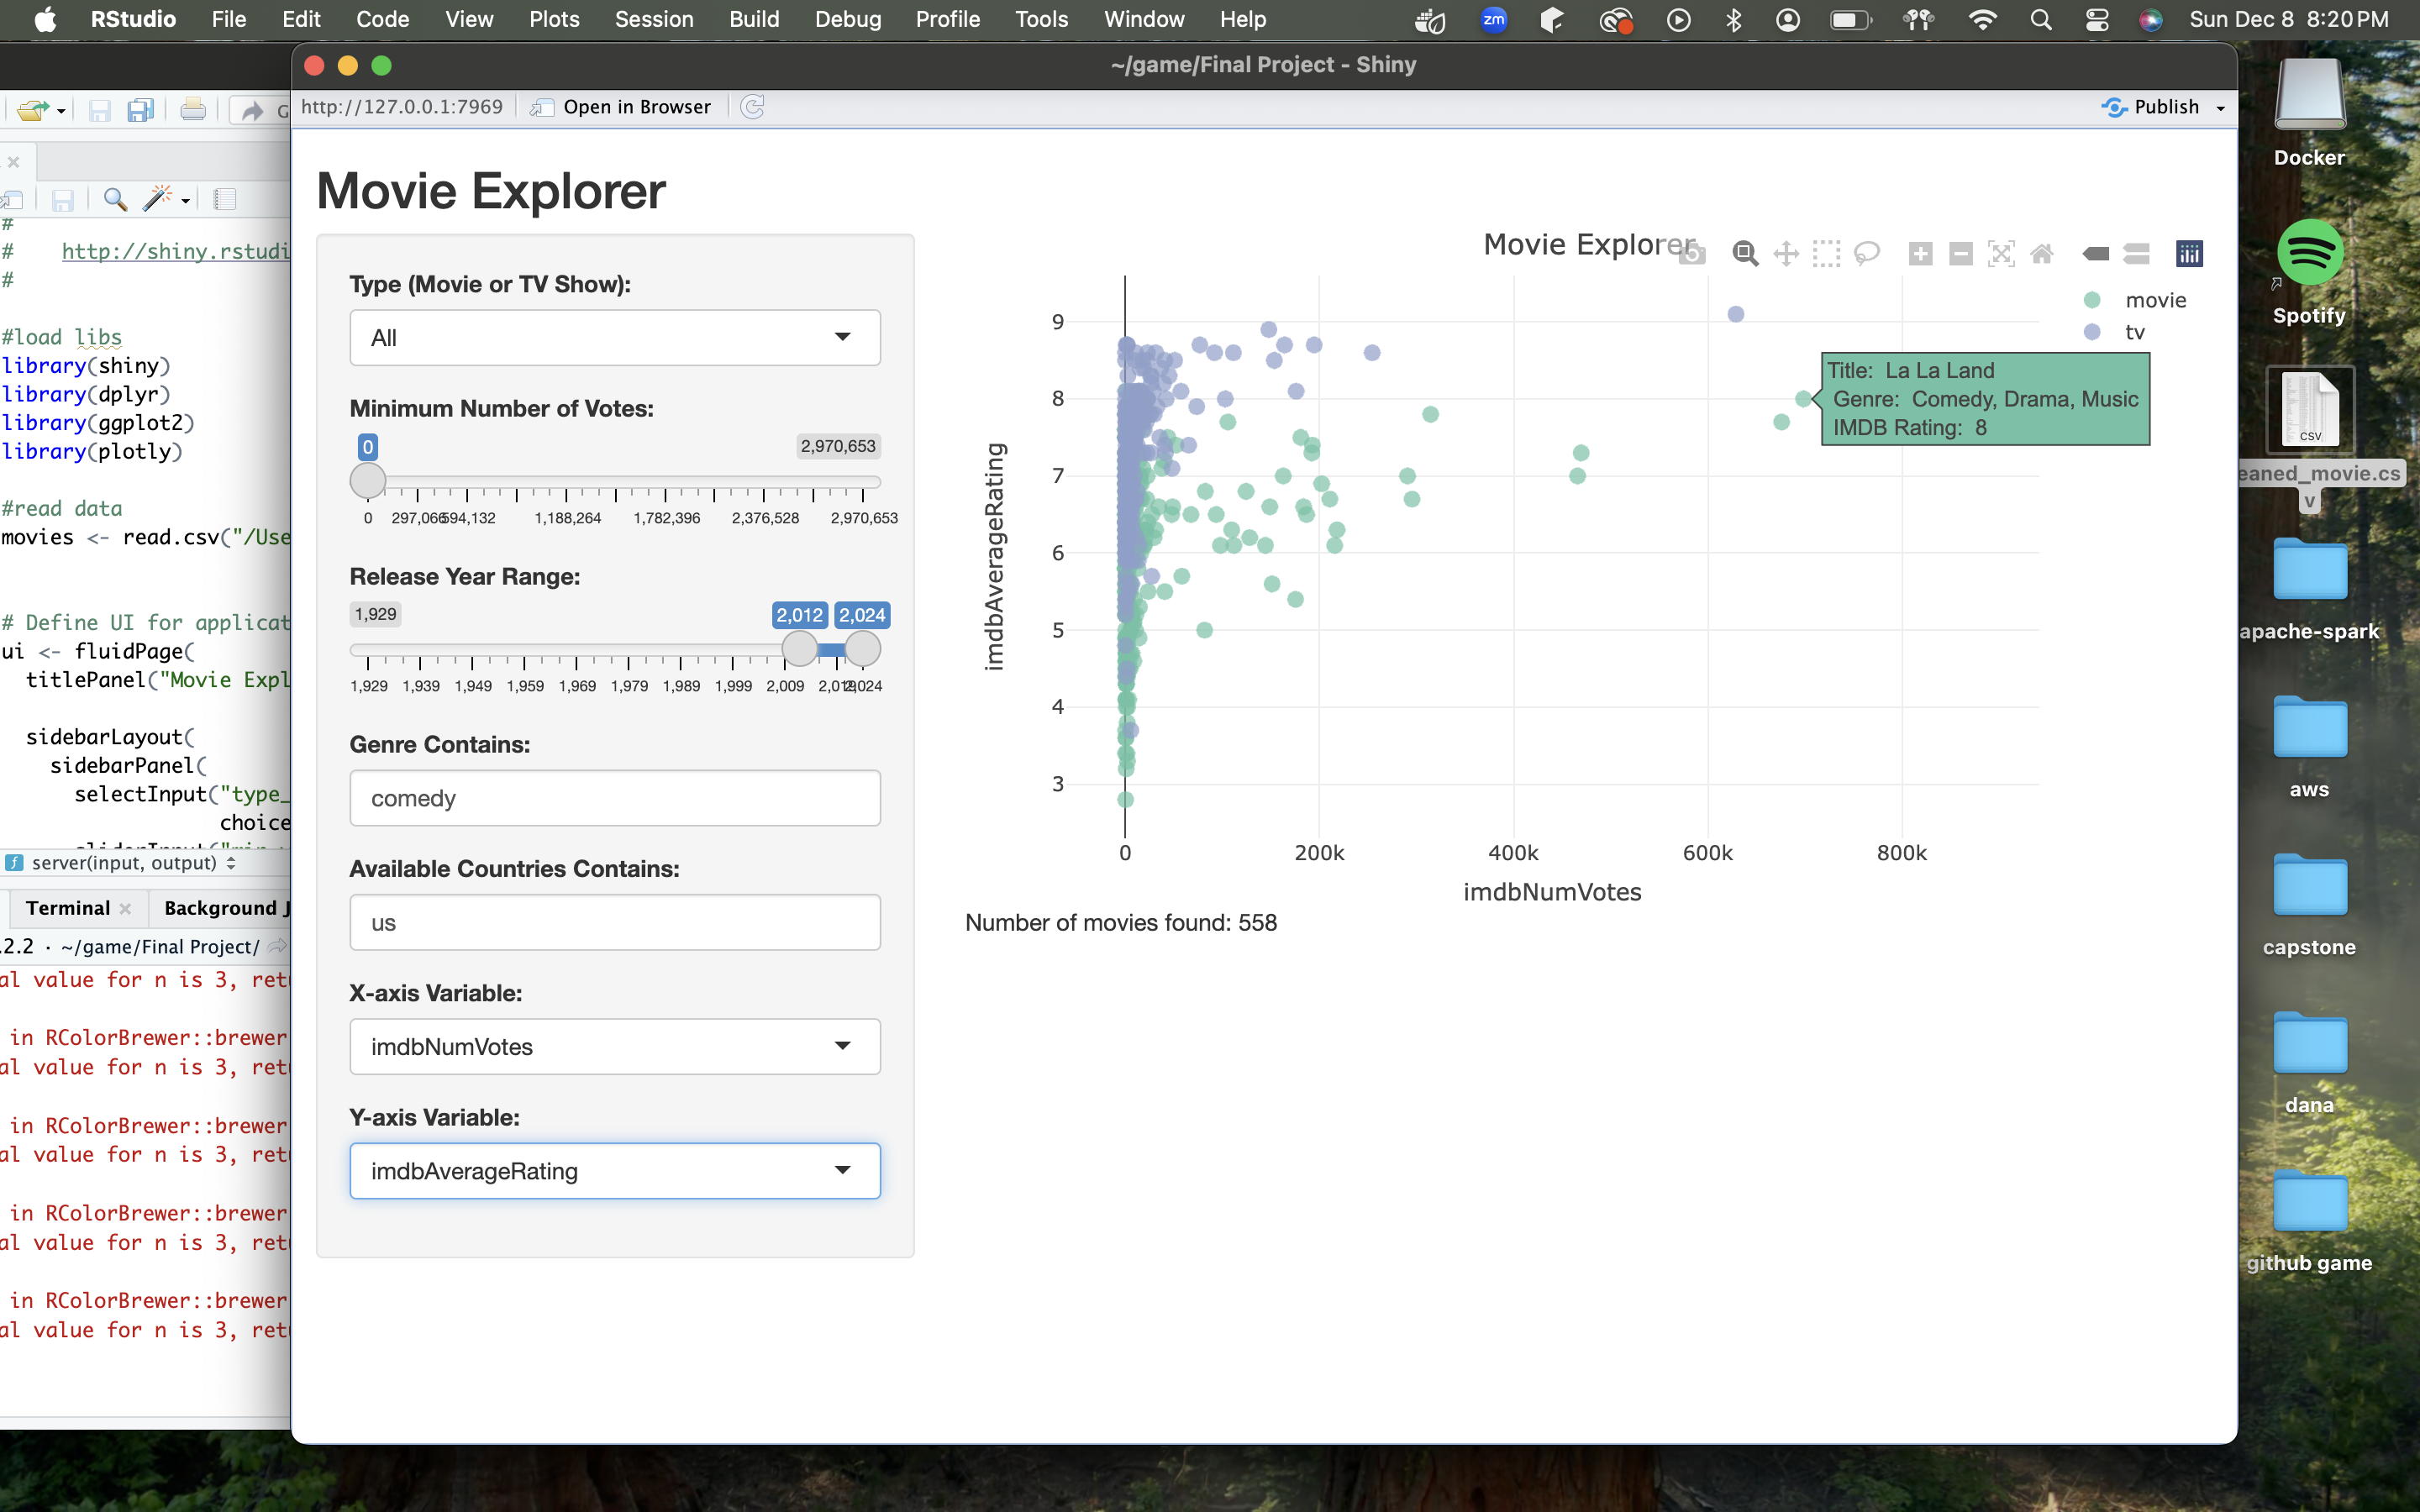 RStudio File Edit Code View Plots Session Build Debug Profile Tools Window Help zm Sun Dec 8 8:20 PM
~/game/Final Project - Shiny
http://127.0.0.1:7969 Open in Browser Publish
Movie Explorer
Type (Movie or TV Show):
All
Minimum Number of Votes:
0 2,970,653
0 297,066 594,132 1,188,264 1,782,396 2,376,528 2,970,653
Release Year Range:
1,929 2,012 2,024
1,929 1,939 1,949 1,959 1,969 1,979 1,989 1,999 2,009 2,019 2,024
Genre Contains:
comedy
Available Countries Contains:
us
X-axis Variable:
imdbNumVotes
Y-axis Variable:
imdbAverageRating
Movie Explorer
movie
tv
Title: La La Land
Genre: Comedy, Drama, Music
IMDB Rating: 8
imdbAverageRating
9
8
7
6
5
4
3
0 200k 400k 600k 800k
imdbNumVotes
Number of movies found: 558
#
# http://shiny.rstudi
#
#load libs
library(shiny)
library(dplyr)
library(ggplot2)
library(plotly)
#read data
movies <- read.csv("/Use
# Define UI for applicat
ui <- fluidPage(
titlePanel("Movie Expl
sidebarLayout(
sidebarPanel(
selectInput("type_
choice
server(input, output)
Terminal Background J
.2.2 · ~/game/Final Project/
al value for n is 3, ret
in RColorBrewer::brewer
al value for n is 3, ret
in RColorBrewer::brewer
al value for n is 3, ret
in RColorBrewer::brewer
al value for n is 3, ret
in RColorBrewer::brewer
al value for n is 3, ret
Docker
Spotify
CSV
eaned_movie.cs
v
apache-spark
aws
capstone
dana
github game